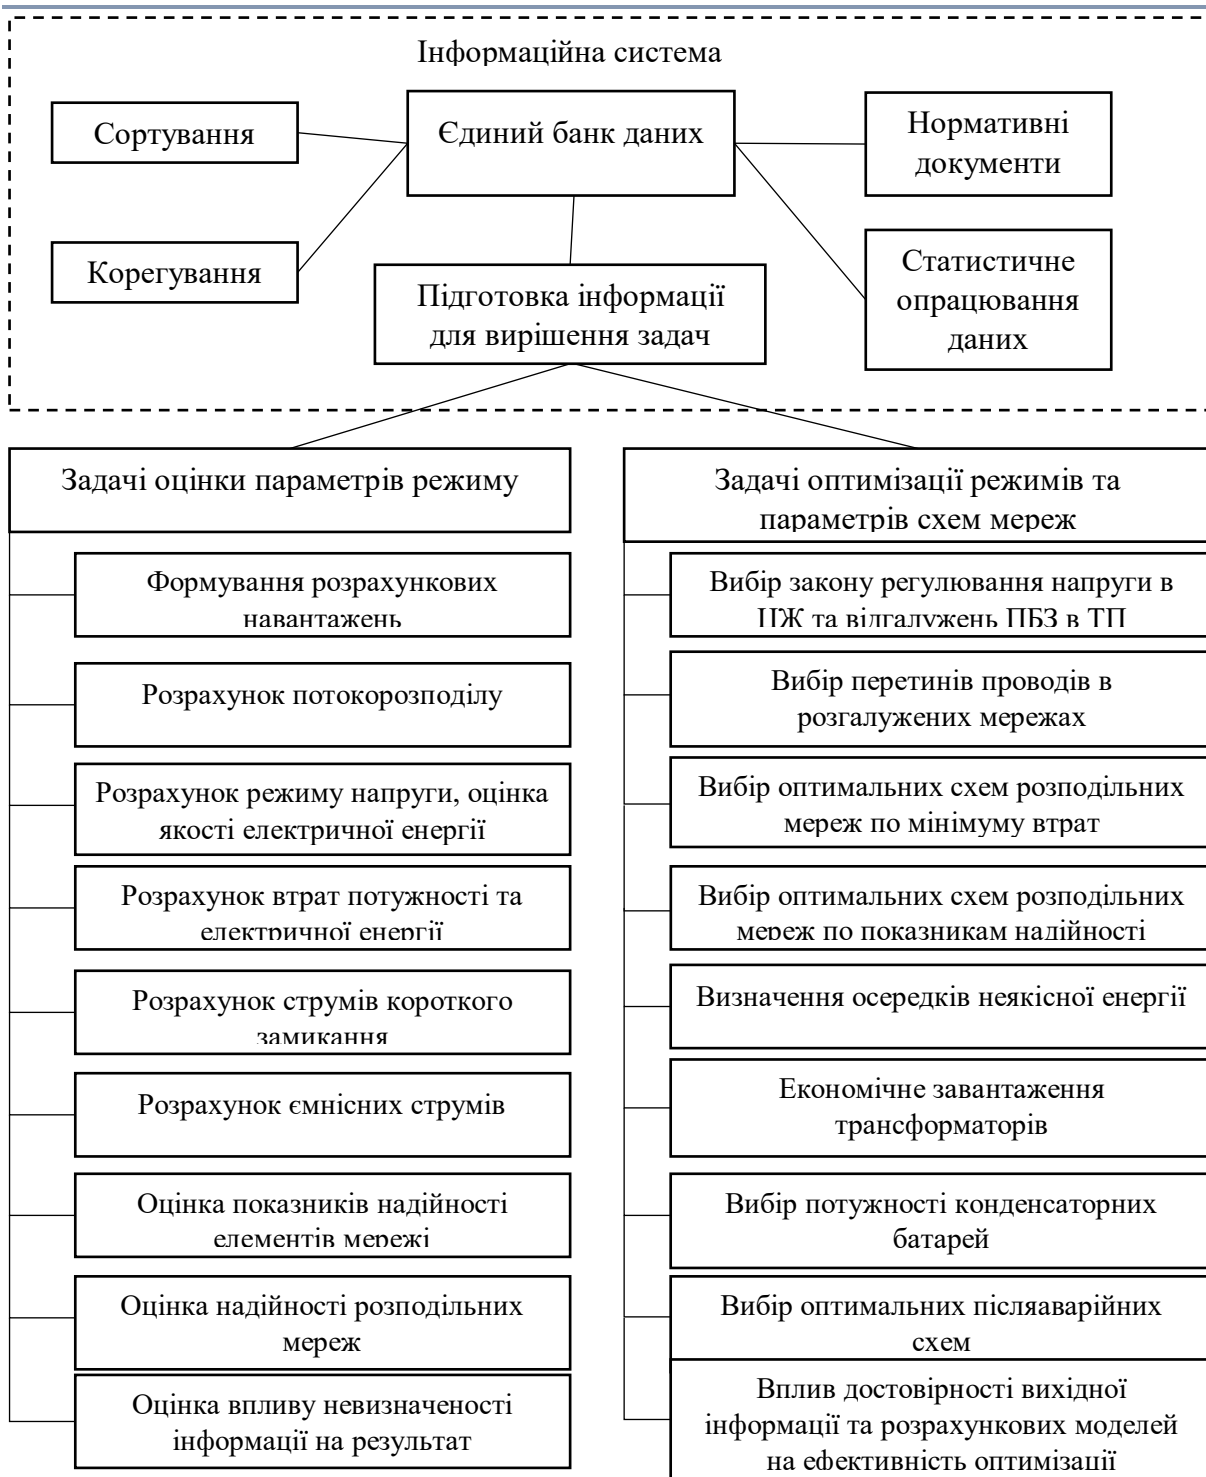 Інформаційна система
Сортування
Єдиний банк даних
Нормативні
документи
Корегування
Підготовка інформації
для вирішення задач
Статистичне
опрацювання
даних
Задачі оцінки параметрів режиму
Формування розрахункових
навантажень
Розрахунок потокорозподілу
Розрахунок режиму напруги, оцінка
якості електричної енергії
Розрахунок втрат потужності та
електричної енергії
Розрахунок струмів короткого
замикання
Розрахунок ємнісних струмів
Оцінка показників надійності
елементів мережі
Оцінка надійності розподільних
мереж
Оцінка впливу невизначеності
інформації на результат
Задачі оптимізації режимів та
параметрів схем мереж
Вибір закону регулювання напруги в
ЦЖ та відгалужень ПБЗ в ТП
Вибір перетинів проводів в
розгалужених мережах
Вибір оптимальних схем розподільних
мереж по мінімуму втрат
Вибір оптимальних схем розподільних
мереж по показникам надійності
Визначення осередків неякісної енергії
Економічне завантаження
трансформаторів
Вибір потужності конденсаторних
батарей
Вибір оптимальних післяаварійних
схем
Вплив достовірності вихідної
інформації та розрахункових моделей
на ефективність оптимізації